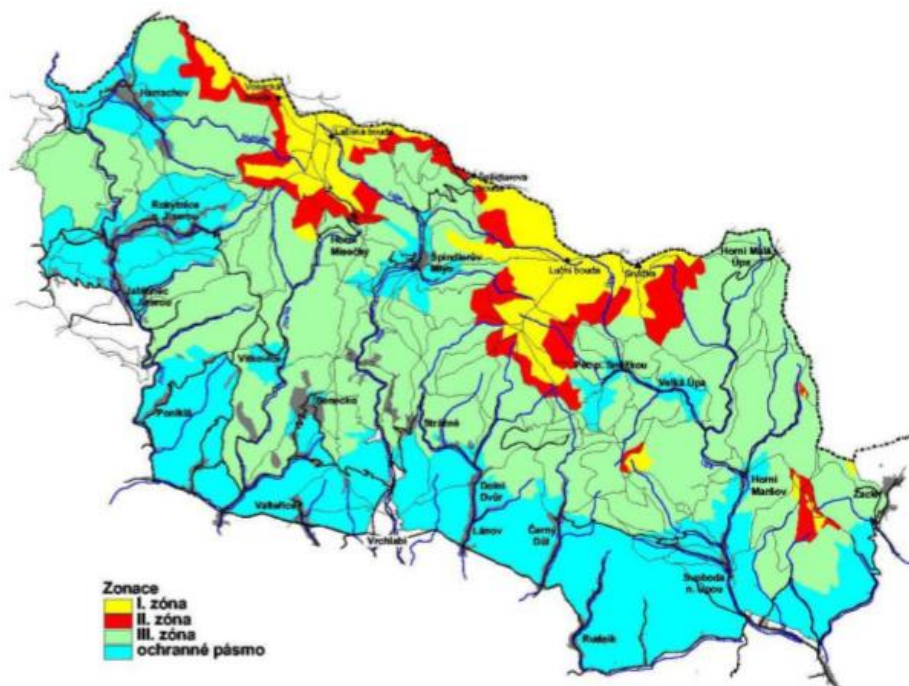 Harrachov
Vosecká
Labská bouda
Špindlerova
bouda
Rokytnice
n. Jizerou
Horní
Mísečky
Špindlerův
Mlýn
Luční bouda
Sněžka
Horní Malá
Úpa
Jablonec
n. Jizerou
Vítkovice
Pec p. Sněžkou
Velká Úpa
Poniklá
Benecko
Strážné
Dolní
Dvůr
Horní
Maršov
Žacléř
Valteřice
Vrchlabí
Lánov
Černý
Důl
Svoboda
n. Úpou
Rudník
Zonace
I. zóna
II. zóna
III. zóna
ochranné pásmo